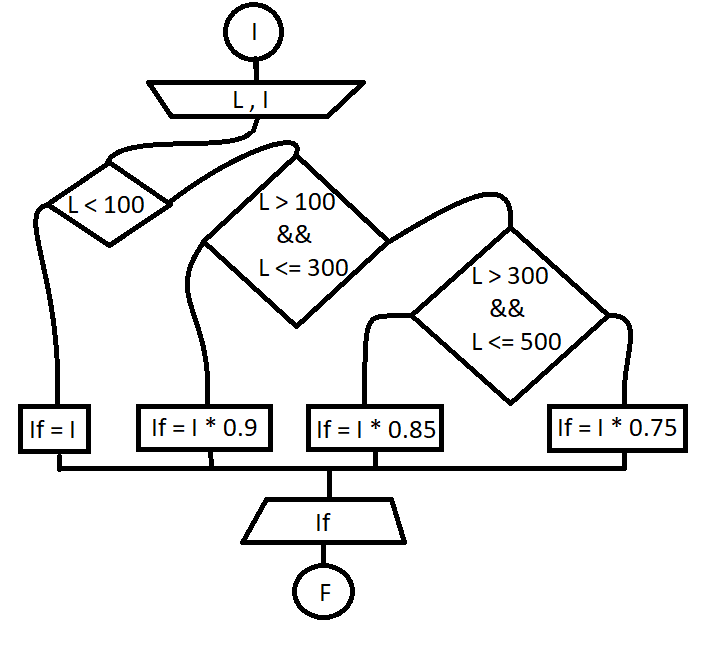 I
L , I
L < 100
L > 100
&&
L <= 300
L > 300
&&
L <= 500
If = I
If = I * 0.9
If = I * 0.85
If = I * 0.75
If
F